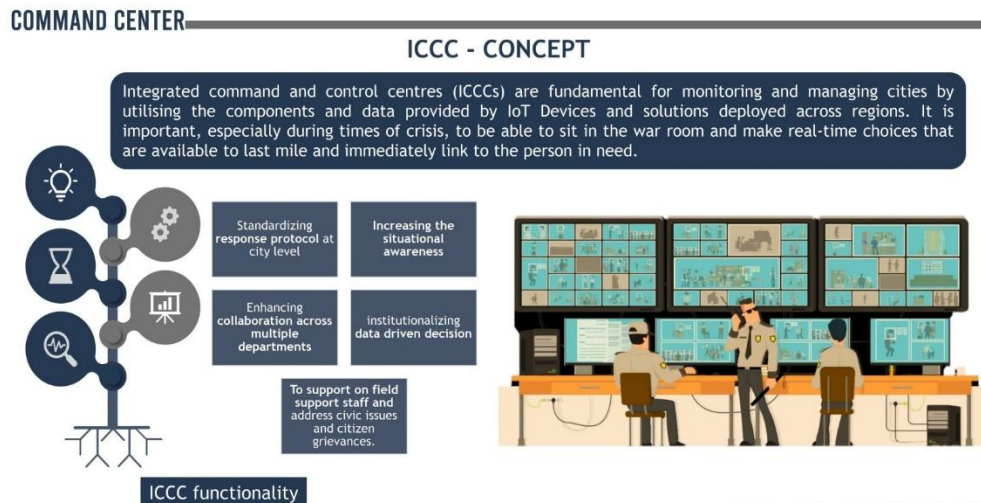 COMMAND CENTER
ICCC - CONCEPT
Integrated command and control centres (ICCCs) are fundamental for monitoring and managing cities by
utilising the components and data provided by IoT Devices and solutions deployed across regions. It is
important, especially during times of crisis, to be able to sit in the war room and make real-time choices that
are available to last mile and immediately link to the person in need.
Standardizing
response protocol at
city level
Increasing the
situational
awareness
Enhancing
collaboration across
multiple
departments
institutionalizing
data driven decision
To support on field
support staff and
address civic issues
and citizen
grievances.
ICCC functionality